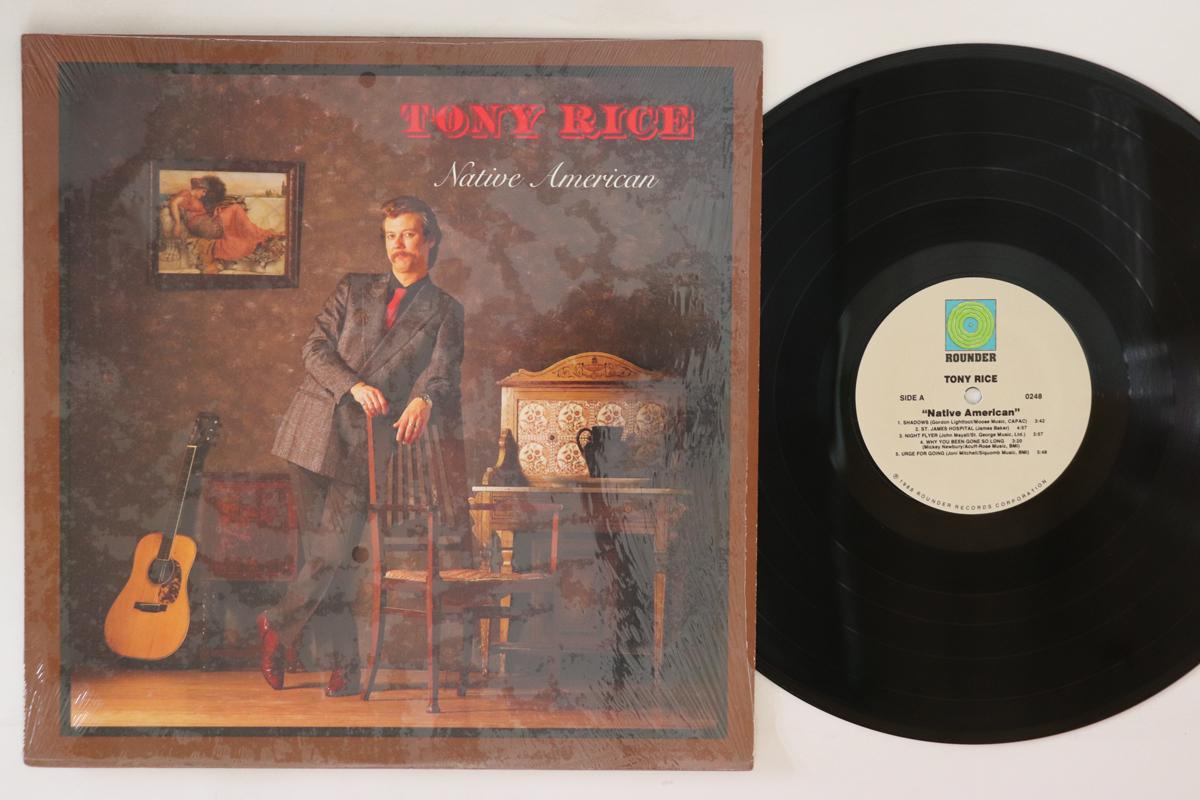 TONY RICE
Native American
ROUNDER
TONY RICE
SIDE A
0248
"Native American"
1. SHADOWS (Gordon Lightfoot/Moose Music, CAPAC) 3:42
2. ST. JAMES HOSPITAL (James Baker) 4:57
3. NIGHT FLYER (John Mayall/St. George Music, Ltd.) 3:57
4. WHY YOU BEEN GONE SO LONG 3:20
(Mickey Newbury/Acuff-Rose Music, BMI)
5. URGE FOR GOING (Joni Mitchell/Siquomb Music, BMI) 5:48
℗ 1988 ROUNDER RECORDS CORPORATION